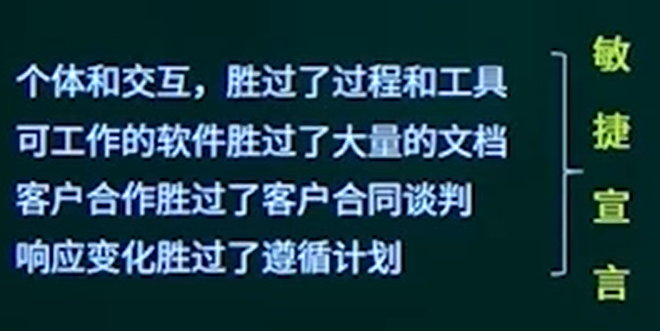 个体和交互，胜过了过程和工具
可工作的软件胜过了大量的文档
客户合作胜过了客户合同谈判
响应变化胜过了遵循计划
敏捷宣言